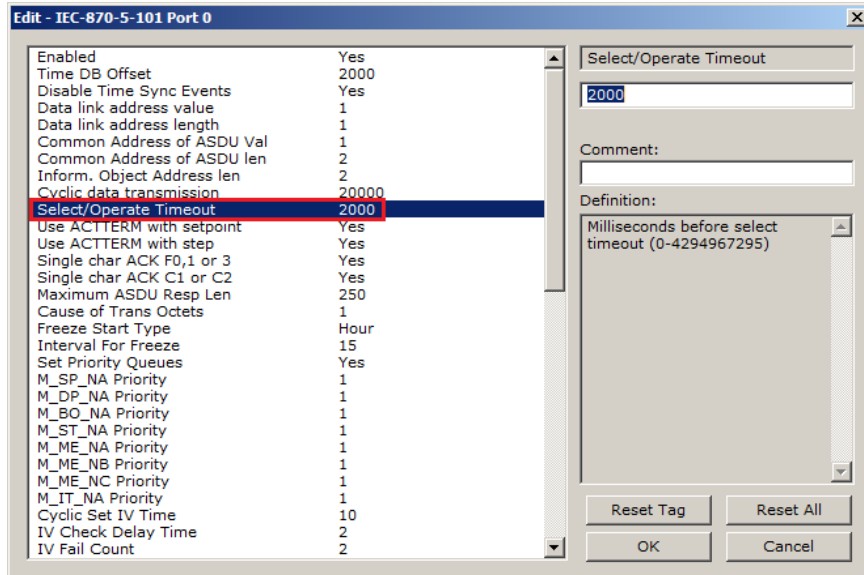 Edit - IEC-870-5-101 Port 0
Enabled Yes
Time DB Offset 2000
Disable Time Sync Events Yes
Data link address value 1
Data link address length 1
Common Address of ASDU Val 1
Common Address of ASDU len 2
Inform. Object Address len 2
Cyclic data transmission 20000
Select/Operate Timeout 2000
Use ACTTERM with setpoint Yes
Use ACTTERM with step Yes
Single char ACK F0,1 or 3 Yes
Single char ACK C1 or C2 Yes
Maximum ASDU Resp Len 250
Cause of Trans Octets 1
Freeze Start Type Hour
Interval For Freeze 15
Set Priority Queues Yes
M_SP_NA Priority 1
M_DP_NA Priority 1
M_BO_NA Priority 1
M_ST_NA Priority 1
M_ME_NA Priority 1
M_ME_NB Priority 1
M_ME_NC Priority 1
M_IT_NA Priority 1
Cyclic Set IV Time 10
IV Check Delay Time 2
IV Fail Count 2
Select/Operate Timeout
2000
Comment:
Definition:
Milliseconds before select
timeout (0-4294967295)
Reset Tag Reset All
OK Cancel